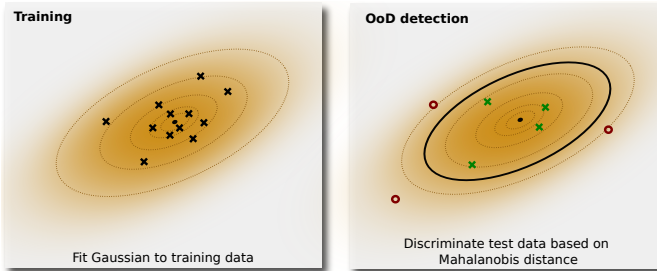 Training
Fit Gaussian to training data
OoD detection
Discriminate test data based on
Mahalanobis distance